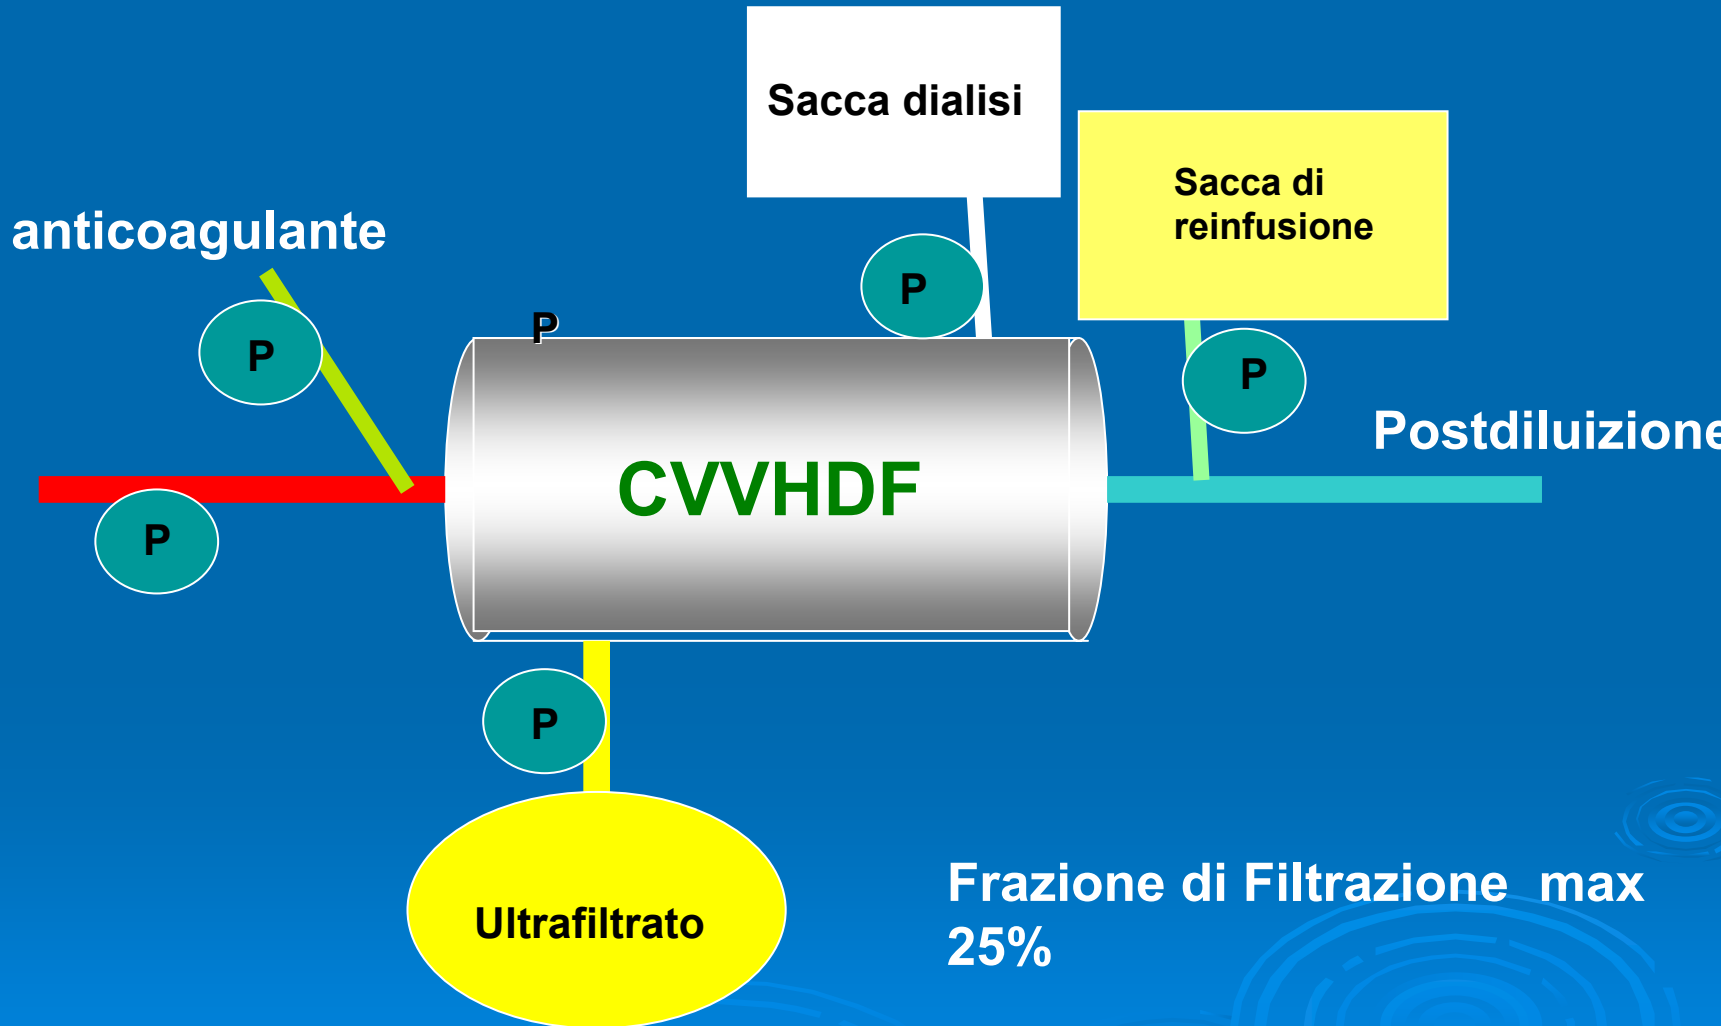 Sacca dialisi
Sacca di
reinfusione
anticoagulante
P
P
P
P
Postdiluizione
CVVHDF
P
P
Ultrafiltrato
Frazione di Filtrazione max
25%